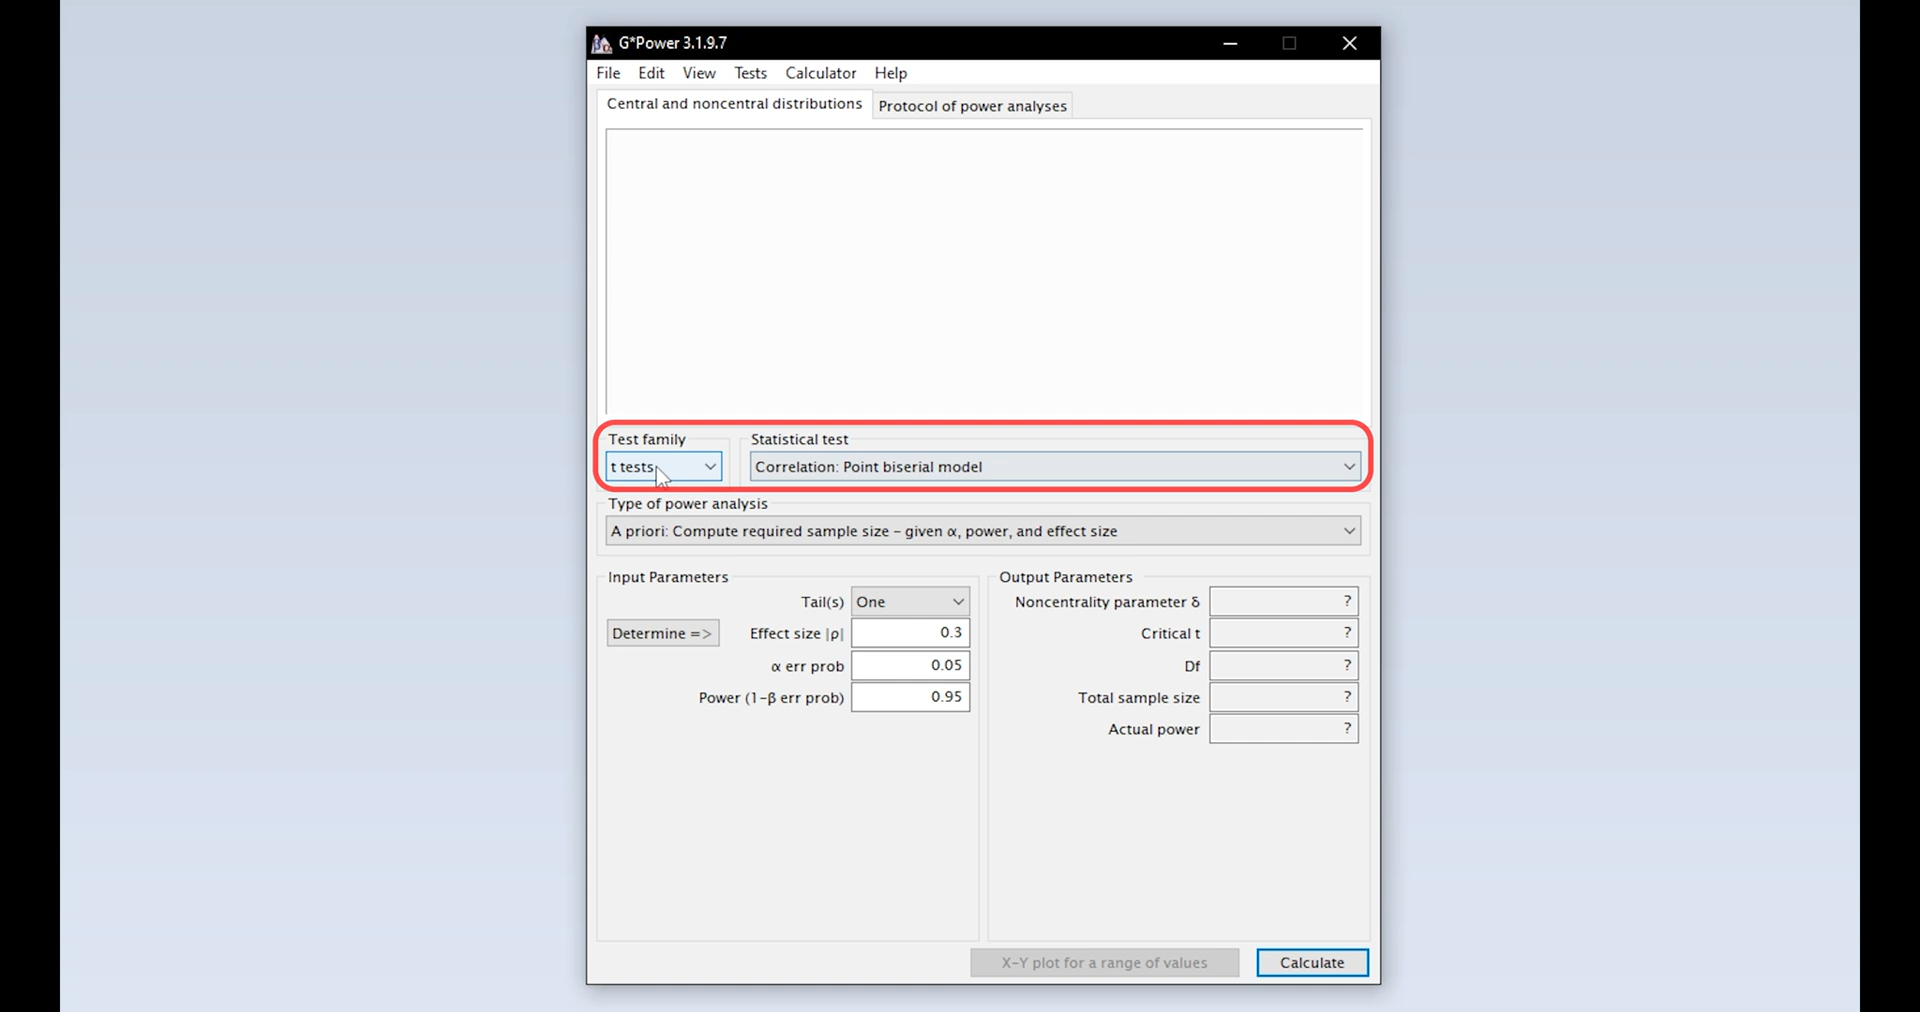 G*Power 3.1.9.7
File Edit View Tests Calculator Help
Central and noncentral distributions Protocol of power analyses
Test family Statistical test
t tests Correlation: Point biserial model
Type of power analysis
A priori: Compute required sample size - given α, power, and effect size
Input Parameters Output Parameters
Tail(s) One Noncentrality parameter δ ?
Determine => Effect size |ρ| 0.3 Critical t ?
α err prob 0.05 Df ?
Power (1-β err prob) 0.95 Total sample size ?
Actual power ?
X-Y plot for a range of values Calculate